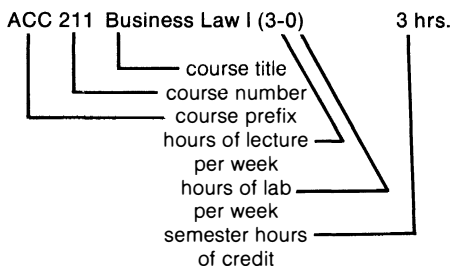 ACC 211 Business Law I (3-0) 3 hrs.
course title
course number
course prefix
hours of lecture
per week
hours of lab
per week
semester hours
of credit